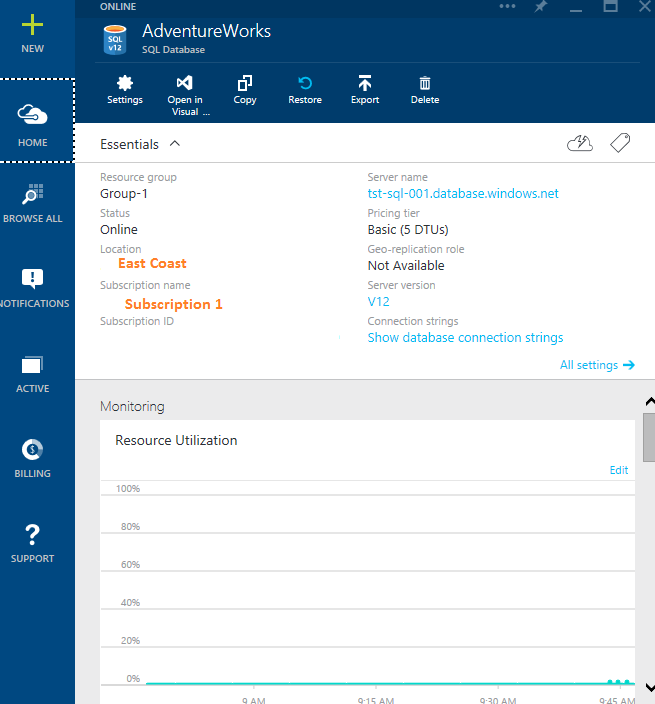 ONLINE
NEW
SQL
v12
AdventureWorks
SQL Database
Settings
Open in
Visual ...
Copy
Restore
Export
Delete
HOME
Essentials
BROWSE ALL
Resource group
Group-1
Server name
tst-sql-001.database.windows.net
Status
Online
Pricing tier
Basic (5 DTUs)
Location
East Coast
Geo-replication role
Not Available
Subscription name
Subscription 1
Server version
V12
Subscription ID
Connection strings
Show database connection strings
NOTIFICATIONS
All settings
ACTIVE
Monitoring
Resource Utilization
BILLING
Edit
100%
80%
SUPPORT
60%
40%
20%
0%
9 AM
9:15 AM
9:30 AM
9:45 AM